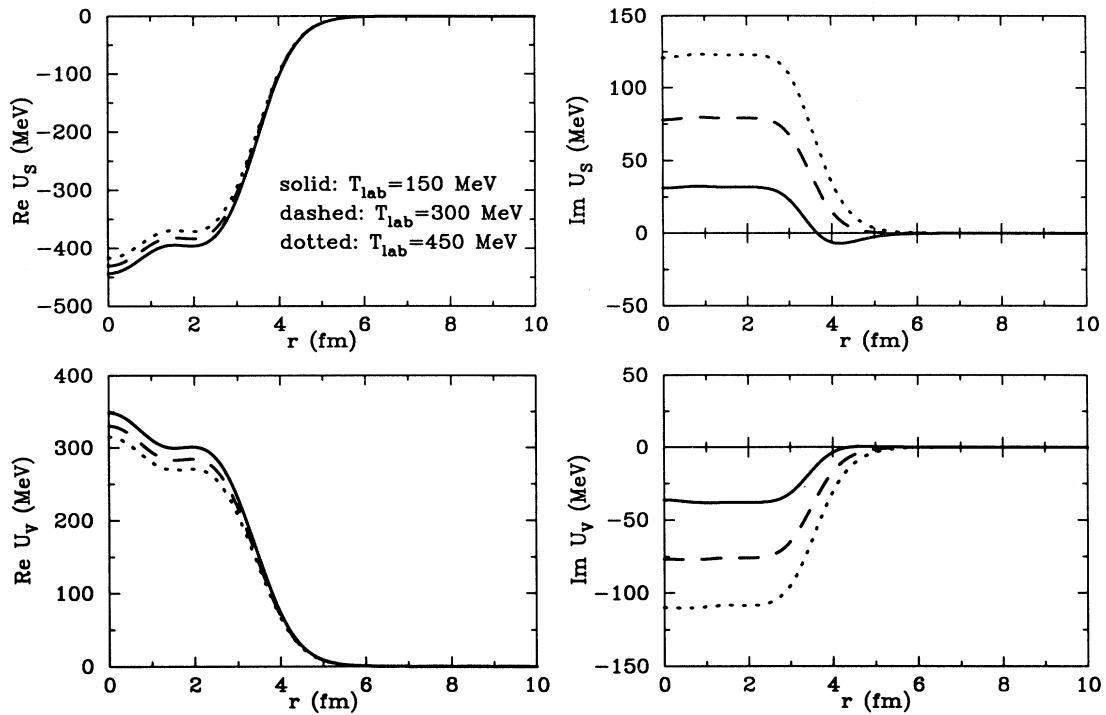 0
-100
-200
-300
-400
-500
Re U_S (MeV)
solid: T_lab=150 MeV
dashed: T_lab=300 MeV
dotted: T_lab=450 MeV
0 2 4 6 8 10
r (fm)
150
100
50
0
-50
Im U_S (MeV)
0 2 4 6 8 10
r (fm)
400
300
200
100
0
Re U_V (MeV)
0 2 4 6 8 10
r (fm)
50
0
-50
-100
-150
Im U_V (MeV)
0 2 4 6 8 10
r (fm)